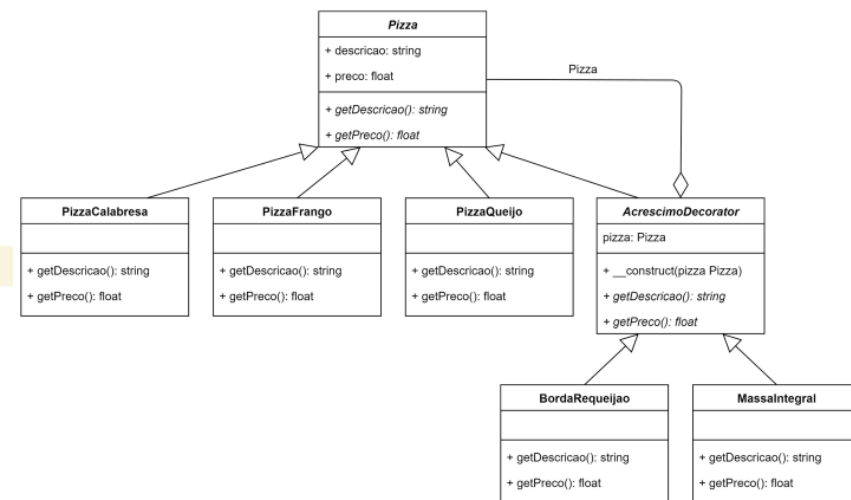 Pizza
+ descricao: string
+ preco: float
+ getDescricao(): string
+ getPreco(): float
Pizza
PizzaCalabresa
+ getDescricao(): string
+ getPreco(): float
PizzaFrango
+ getDescricao(): string
+ getPreco(): float
PizzaQueijo
+ getDescricao(): string
+ getPreco(): float
AcrescimoDecorator
pizza: Pizza
+ __construct(pizza Pizza)
+ getDescricao(): string
+ getPreco(): float
BordaRequeijao
+ getDescricao(): string
+ getPreco(): float
MassaIntegral
+ getDescricao(): string
+ getPreco(): float